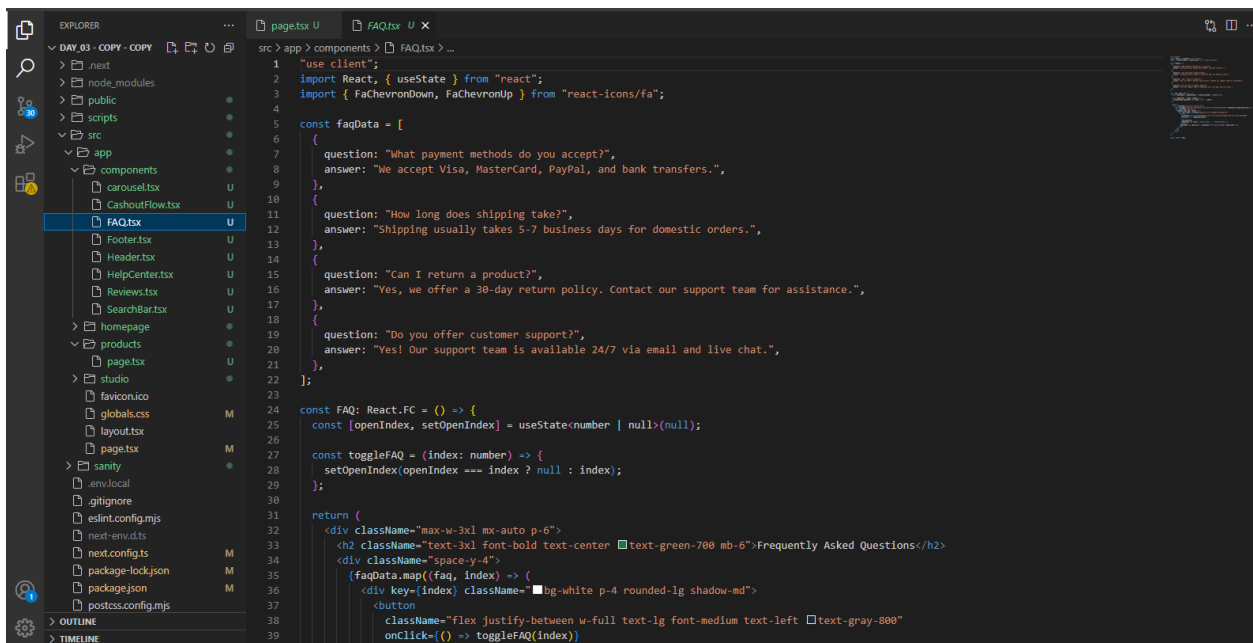 EXPLORER
DAY_03 - COPY - COPY
.next
node_modules
public
scripts
src
app
components
carousel.tsx U
CashoutFlow.tsx U
FAQ.tsx U
Footer.tsx U
Header.tsx U
HelpCenter.tsx U
Reviews.tsx U
SearchBar.tsx U
homepage
products
page.tsx U
studio
favicon.ico
globals.css M
layout.tsx
page.tsx M
sanity
.env.local
.gitignore
eslint.config.mjs
next-env.d.ts
next.config.ts M
package-lock.json M
package.json M
postcss.config.mjs
OUTLINE
TIMELINE
30
1
page.tsx U FAQ.tsx U
src > app > components > FAQ.tsx > ...
1 "use client";
2 import React, { useState } from "react";
3 import { FaChevronDown, FaChevronUp } from "react-icons/fa";
4
5 const faqData = [
6 {
7 question: "What payment methods do you accept?",
8 answer: "We accept Visa, MasterCard, PayPal, and bank transfers.",
9 },
10 {
11 question: "How long does shipping take?",
12 answer: "Shipping usually takes 5-7 business days for domestic orders.",
13 },
14 {
15 question: "Can I return a product?",
16 answer: "Yes, we offer a 30-day return policy. Contact our support team for assistance.",
17 },
18 {
19 question: "Do you offer customer support?",
20 answer: "Yes! Our support team is available 24/7 via email and live chat.",
21 },
22 ];
23
24 const FAQ: React.FC = () => {
25 const [openIndex, setOpenIndex] = useState<number | null>(null);
26
27 const toggleFAQ = (index: number) => {
28 setOpenIndex(openIndex === index ? null : index);
29 };
30
31 return (
32 <div className="max-w-3xl mx-auto p-6">
33 <h2 className="text-3xl font-bold text-center text-green-700 mb-6">Frequently Asked Questions</h2>
34 <div className="space-y-4">
35 {faqData.map((faq, index) => (
36 <div key={index} className="bg-white p-4 rounded-lg shadow-md">
37 <button
38 className="flex justify-between w-full text-lg font-medium text-left text-gray-800"
39 onClick={() => toggleFAQ(index)}